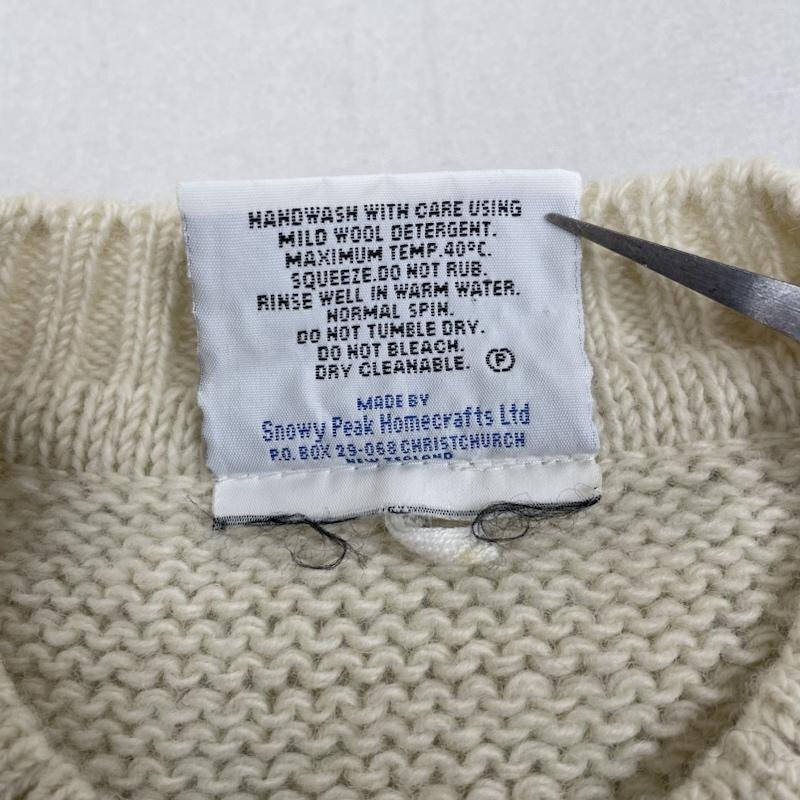 HANDWASH WITH CARE USING
MILD WOOL DETERGENT.
MAXIMUM TEMP.40°C.
SQUEEZE.DO NOT RUB.
RINSE WELL IN WARM WATER.
NORMAL SPIN.
DO NOT TUMBLE DRY.
DO NOT BLEACH.
DRY CLEANABLE. Ⓟ
MADE BY
Snowy Peak Homecrafts Ltd
P.O. BOX 29-068 CHRISTCHURCH
NEW ZEALAND